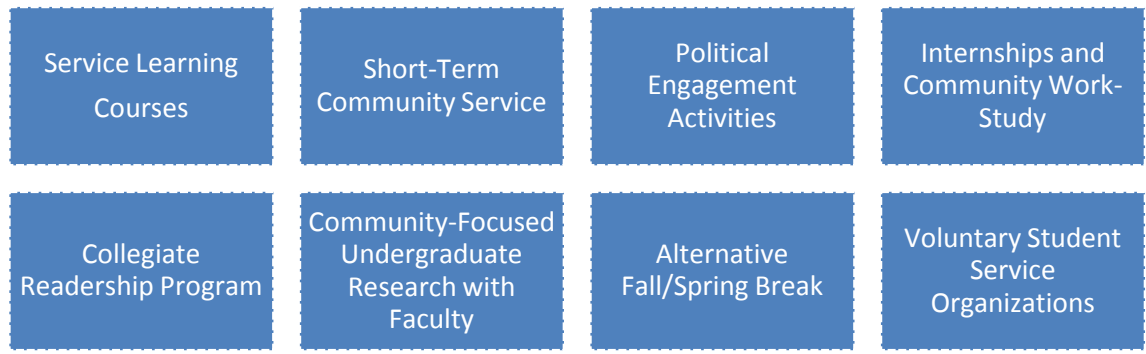 Service Learning
Courses
Short-Term
Community Service
Political
Engagement
Activities
Internships and
Community Work-
Study
Collegiate
Readership Program
Community-Focused
Undergraduate
Research with
Faculty
Alternative
Fall/Spring Break
Voluntary Student
Service
Organizations